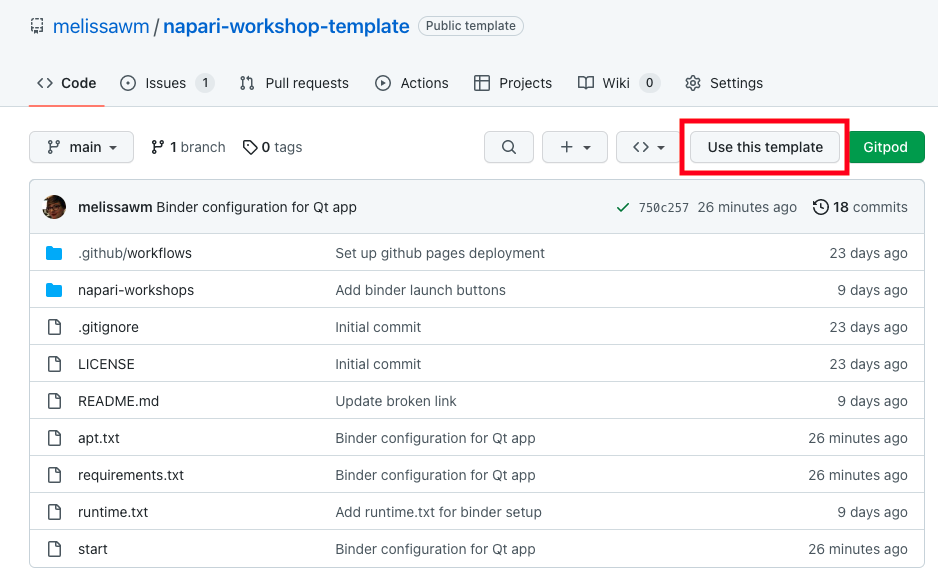 melissawm / napari-workshop-template Public template
Code Issues 1 Pull requests Actions Projects Wiki 0 Settings
main 1 branch 0 tags Use this template Gitpod
melissawm Binder configuration for Qt app 750c257 26 minutes ago 18 commits
.github/workflows Set up github pages deployment 23 days ago
napari-workshops Add binder launch buttons 9 days ago
.gitignore Initial commit 23 days ago
LICENSE Initial commit 23 days ago
README.md Update broken link 9 days ago
apt.txt Binder configuration for Qt app 26 minutes ago
requirements.txt Binder configuration for Qt app 26 minutes ago
runtime.txt Add runtime.txt for binder setup 9 days ago
start Binder configuration for Qt app 26 minutes ago